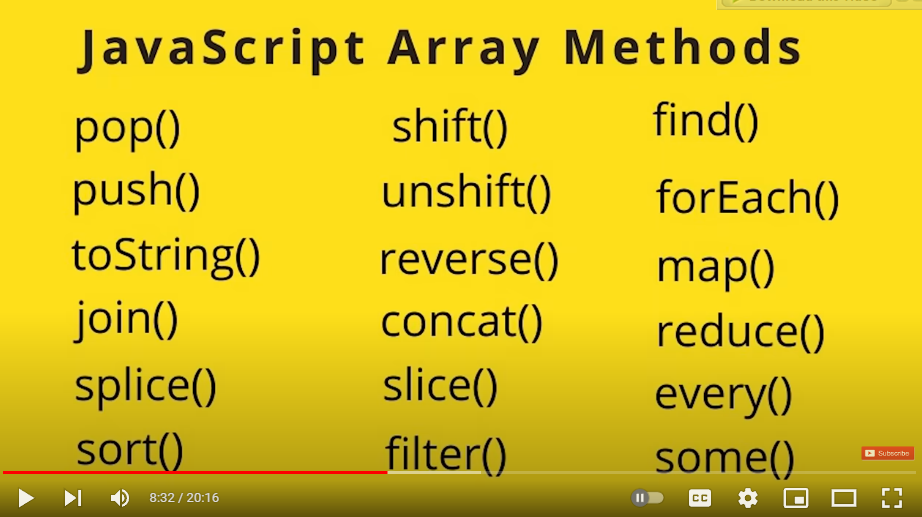 JavaScript Array Methods
pop()
push()
toString()
join()
splice()
sort()
shift()
unshift()
reverse()
concat()
slice()
filter()
find()
forEach()
map()
reduce()
every()
some()
Subscribe
8:32 / 20:16
CC